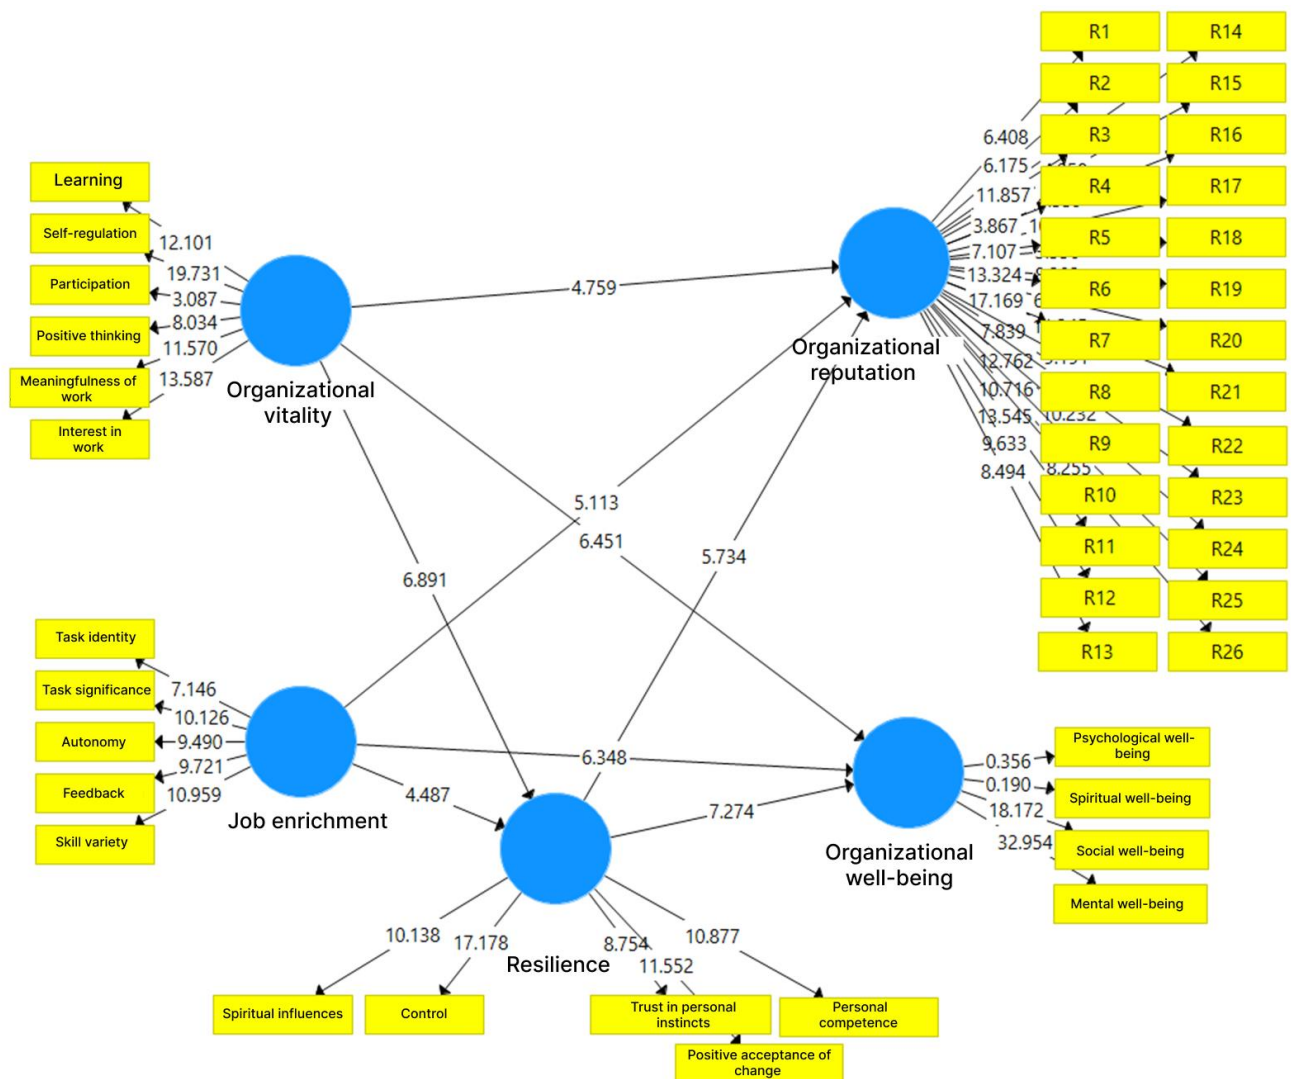 R1
R14
R2
R15
6.408
R3
R16
6.175
Learning
R4
R17
11.857
Self-regulation
3.867
R5
R18
12.101
7.107
Participation
19.731
13.324
R6
R19
3.087
4.759
17.169
Positive thinking
8.034
7.839
R7
R20
11.570
Organizational
reputation
12.762
Meaningfulness of
work
13.587
Organizational
vitality
10.716
R8
R21
13.545
10.232
Interest in
work
9.633
R9
R22
8.494
8.255
R10
R23
5.113
6.451
R11
R24
5.734
6.891
R12
R25
Task identity
R13
R26
Task significance
7.146
10.126
Autonomy
9.490
6.348
0.356
Psychological well-
being
9.721
0.190
Feedback
10.959
4.487
7.274
18.172
Spiritual well-being
Job enrichment
32.954
Skill variety
Organizational
well-being
Social well-being
Mental well-being
10.138
17.178
8.754
10.877
Resilience
11.552
Spiritual influences
Control
Trust in personal
instincts
Personal
competence
Positive acceptance of
change